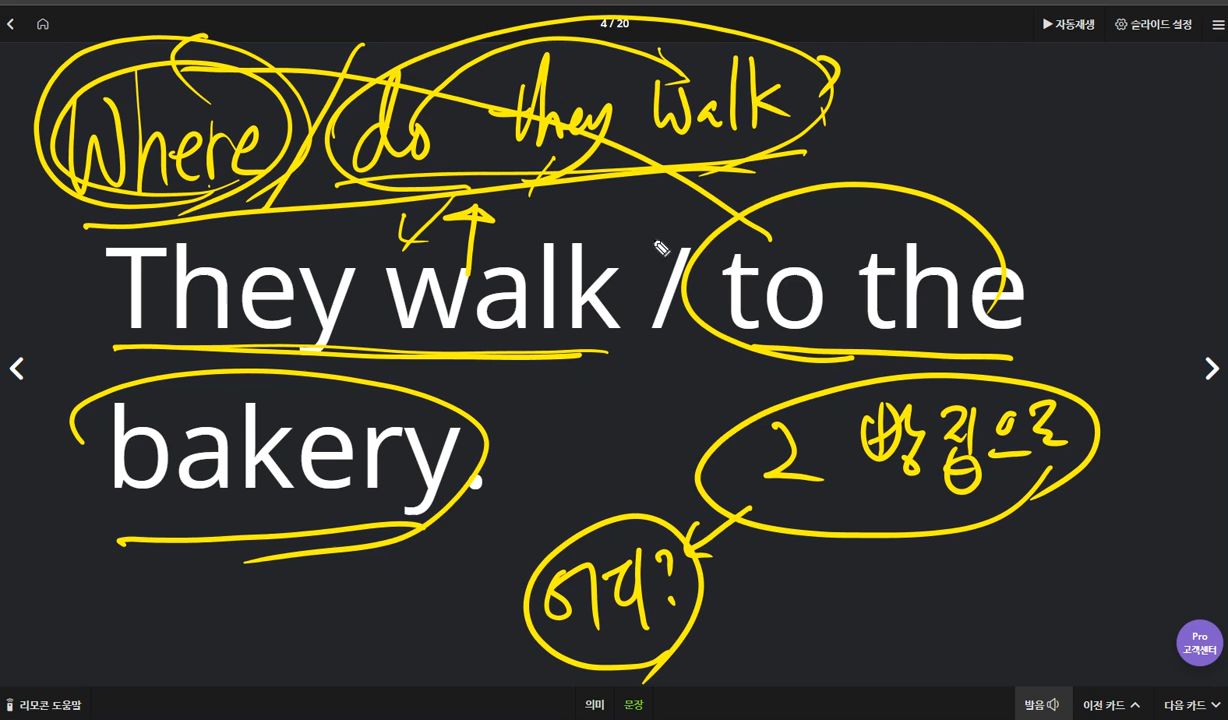 4 / 20
자동재생
슬라이드 설정
Where / do they walk?
They walk / to the
bakery.
그 빵집으로
어디?
Pro
고객센터
리모콘 도움말
의미
문장
발음
이전 카드
다음 카드